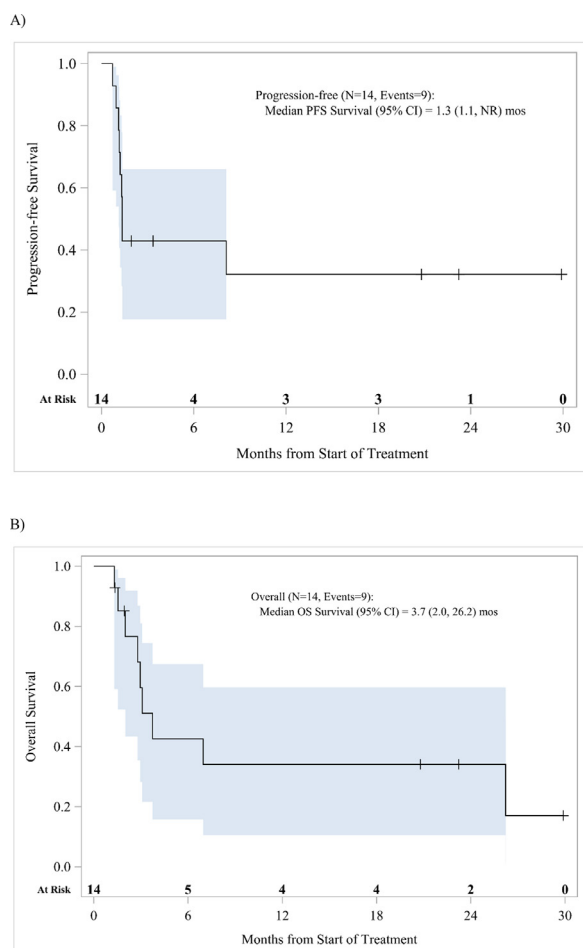 A)
Progression-free (N=14, Events=9):
Median PFS Survival (95% CI) = 1.3 (1.1, NR) mos
Progression-free Survival
1.0
0.8
0.6
0.4
0.2
0.0
At Risk 14 4 3 3 1 0
0 6 12 18 24 30
Months from Start of Treatment
B)
Overall (N=14, Events=9):
Median OS Survival (95% CI) = 3.7 (2.0, 26.2) mos
Overall Survival
1.0
0.8
0.6
0.4
0.2
0.0
At Risk 14 5 4 4 2 0
0 6 12 18 24 30
Months from Start of Treatment